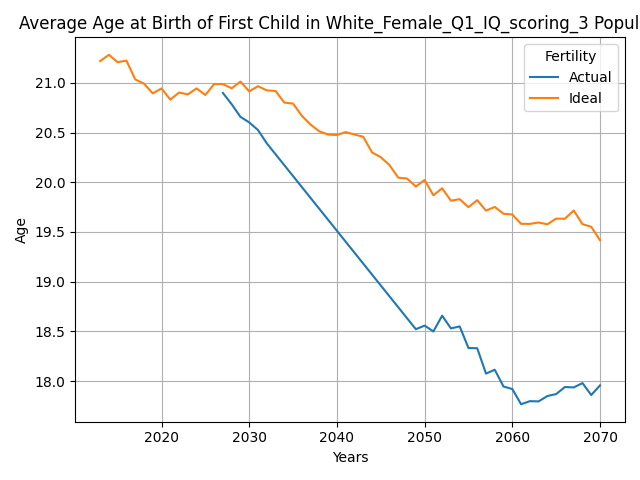 Average Age at Birth of First Child in White_Female_Q1_IQ_scoring_3 Popul
Fertility
Actual
Ideal
21.0
20.5
20.0
19.5
19.0
18.5
18.0
Age
2020 2030 2040 2050 2060 2070
Years